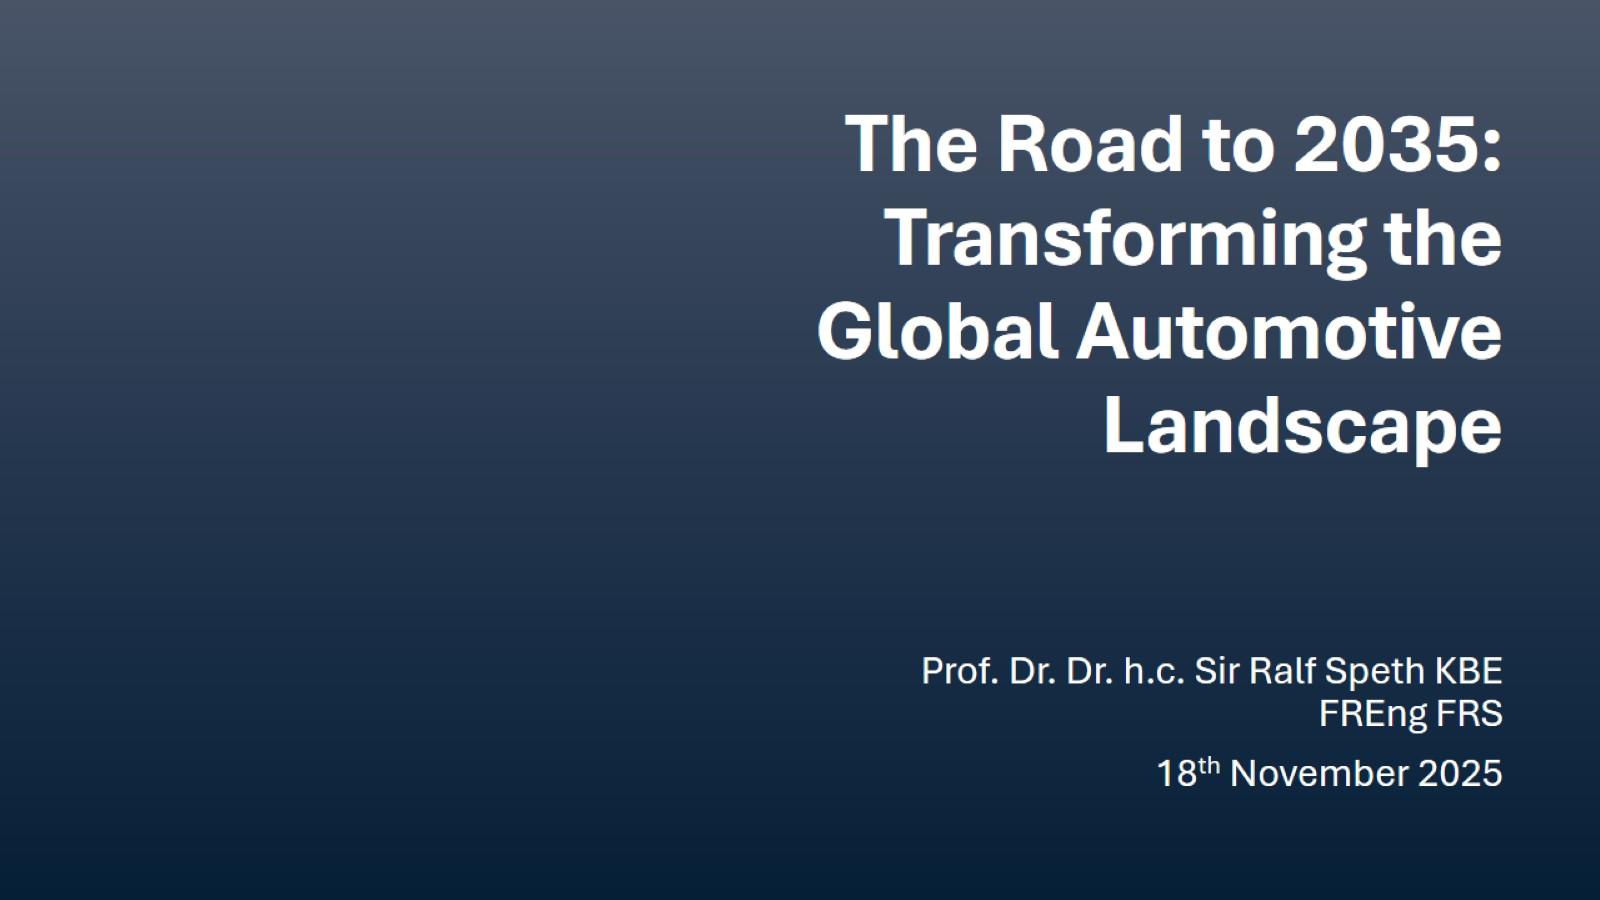 The Road to 2035:
Transforming the
Global Automotive
Landscape
Prof. Dr. Dr. h.c. Sir Ralf Speth KBE
FREng FRS
18th November 2025